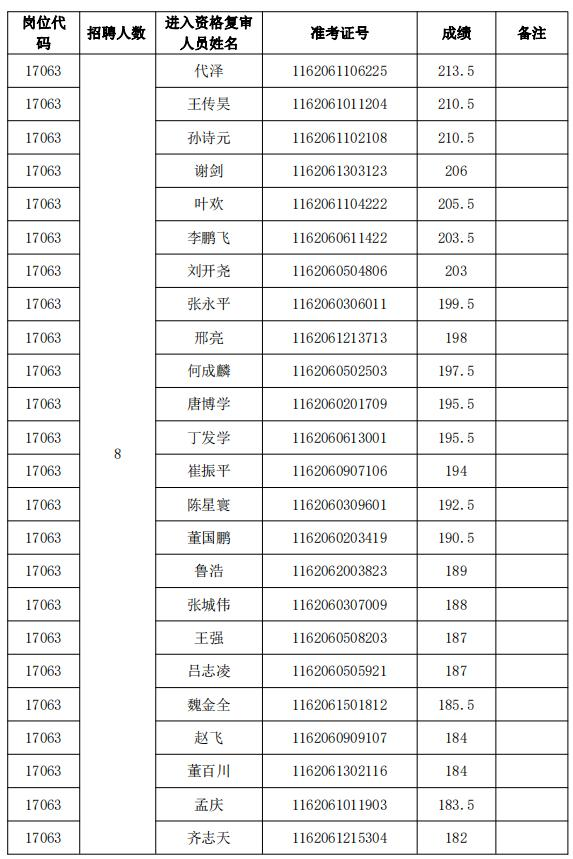 岗位代码 招聘人数 进入资格复审人员姓名 准考证号 成绩 备注
17063 代泽 1162061106225 213.5
17063 王传昊 1162061011204 210.5
17063 孙诗元 1162061102108 210.5
17063 谢剑 1162061303123 206
17063 叶欢 1162061104222 205.5
17063 李鹏飞 1162060611422 203.5
17063 刘开尧 1162060504806 203
17063 张永平 1162060306011 199.5
17063 邢亮 1162061213713 198
17063 何成麟 1162060502503 197.5
17063 唐博学 1162060201709 195.5
17063 丁发学 1162060613001 195.5
8
17063 崔振平 1162060907106 194
17063 陈星寰 1162060309601 192.5
17063 董国鹏 1162060203419 190.5
17063 鲁浩 1162062003823 189
17063 张城伟 1162060307009 188
17063 王强 1162060508203 187
17063 吕志凌 1162060505921 187
17063 魏金全 1162061501812 185.5
17063 赵飞 1162060909107 184
17063 董百川 1162061302116 184
17063 孟庆 1162061011903 183.5
17063 齐志天 1162061215304 182